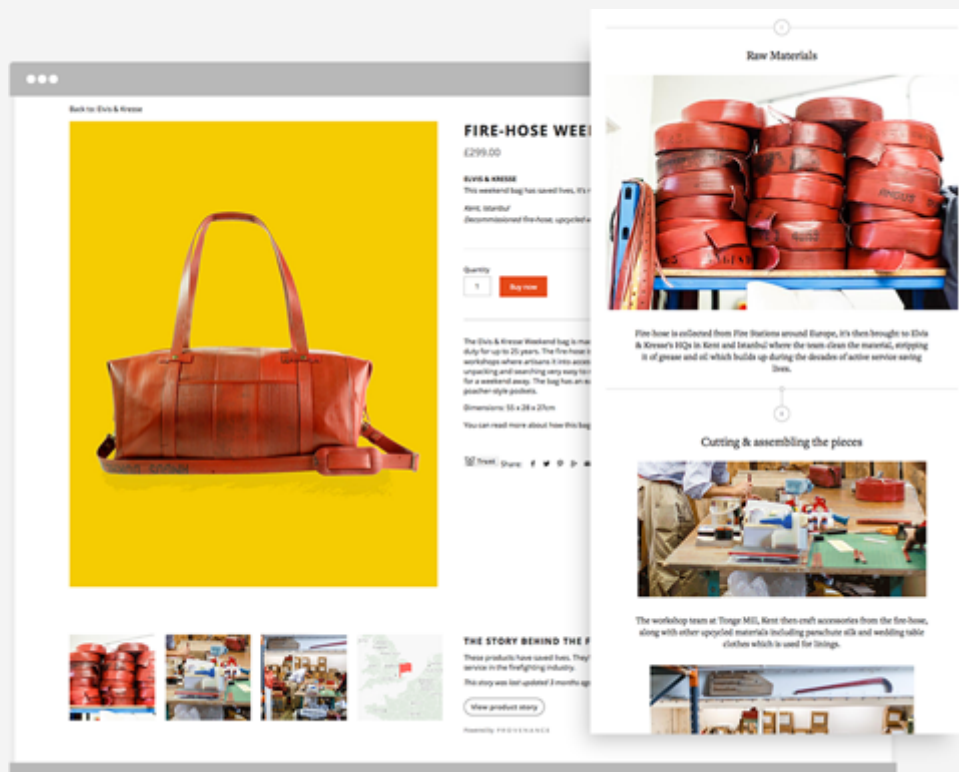 Back to: Elvis & Kresse
FIRE-HOSE WEE
£299.00
ELVIS & KRESSE
This weekend bag has saved lives, it's
Kent, Istanbul
Decommissioned fire-hose, upcycled
Quantity
1
Buy now
The Elvis & Kresse Weekend bag is ma
duty for up to 25 years. The fire-hose i
workshops where artisans it into acces
unpacking and searching very easy to
for a weekend away. The bag has an
poacher-style pockets.
Dimensions: 55 x 28 x 27cm
You can read more about how this bag
Tweet Share:
THE STORY BEHIND THE F
These products have saved lives. They'
service in the firefighting industry.
This story was last updated 3 months ago
View product story
Powered by PROVENANCE
Raw Materials
ANGUS
Fire hose is collected from Fire Stations around Europe, it's then brought to Elvis
& Kresse's HQs in Kent and Istanbul where the team clean the material, stripping
it of grease and oil which builds up during the decades of active service saving
lives.
Cutting & assembling the pieces
The workshop team at Tonge Mill, Kent then craft accessories from the fire-hose,
along with other upcycled materials including parachute silk and wedding table
clothes which is used for linings.